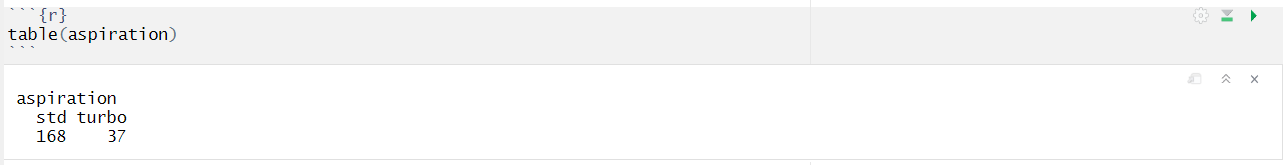 ```{r}
table(aspiration)
```
aspiration
  std turbo
  168    37